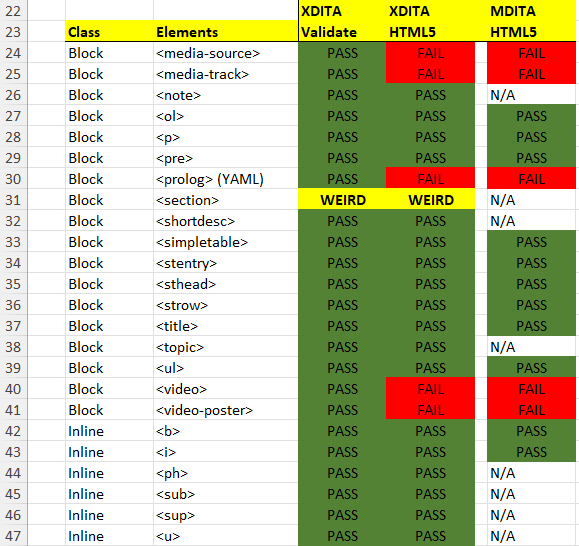 22 XDITA XDITA MDITA
23 Class Elements Validate HTML5 HTML5
24 Block <media-source> PASS FAIL FAIL
25 Block <media-track> PASS FAIL FAIL
26 Block <note> PASS PASS N/A
27 Block <ol> PASS PASS PASS
28 Block <p> PASS PASS PASS
29 Block <pre> PASS PASS PASS
30 Block <prolog> (YAML) PASS FAIL FAIL
31 Block <section> WEIRD WEIRD N/A
32 Block <shortdesc> PASS PASS N/A
33 Block <simpletable> PASS PASS PASS
34 Block <stentry> PASS PASS PASS
35 Block <sthead> PASS PASS PASS
36 Block <strow> PASS PASS PASS
37 Block <title> PASS PASS PASS
38 Block <topic> PASS PASS N/A
39 Block <ul> PASS PASS PASS
40 Block <video> PASS FAIL FAIL
41 Block <video-poster> PASS FAIL FAIL
42 Inline <b> PASS PASS PASS
43 Inline <i> PASS PASS PASS
44 Inline <ph> PASS PASS N/A
45 Inline <sub> PASS PASS N/A
46 Inline <sup> PASS PASS N/A
47 Inline <u> PASS PASS N/A